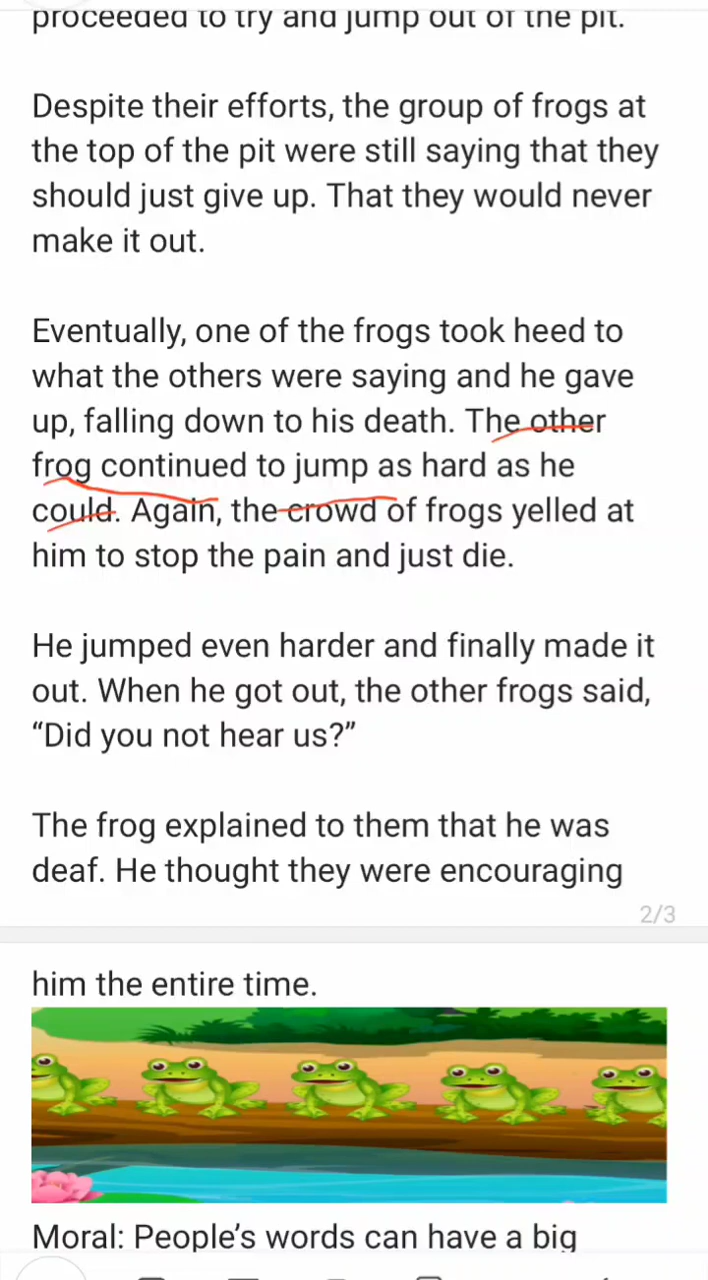 proceeded to try and jump out of the pit.
Despite their efforts, the group of frogs at
the top of the pit were still saying that they
should just give up. That they would never
make it out.
Eventually, one of the frogs took heed to
what the others were saying and he gave
up, falling down to his death. The other
frog continued to jump as hard as he
could. Again, the crowd of frogs yelled at
him to stop the pain and just die.
He jumped even harder and finally made it
out. When he got out, the other frogs said,
“Did you not hear us?”
The frog explained to them that he was
deaf. He thought they were encouraging
2/3
him the entire time.
Moral: People’s words can have a big